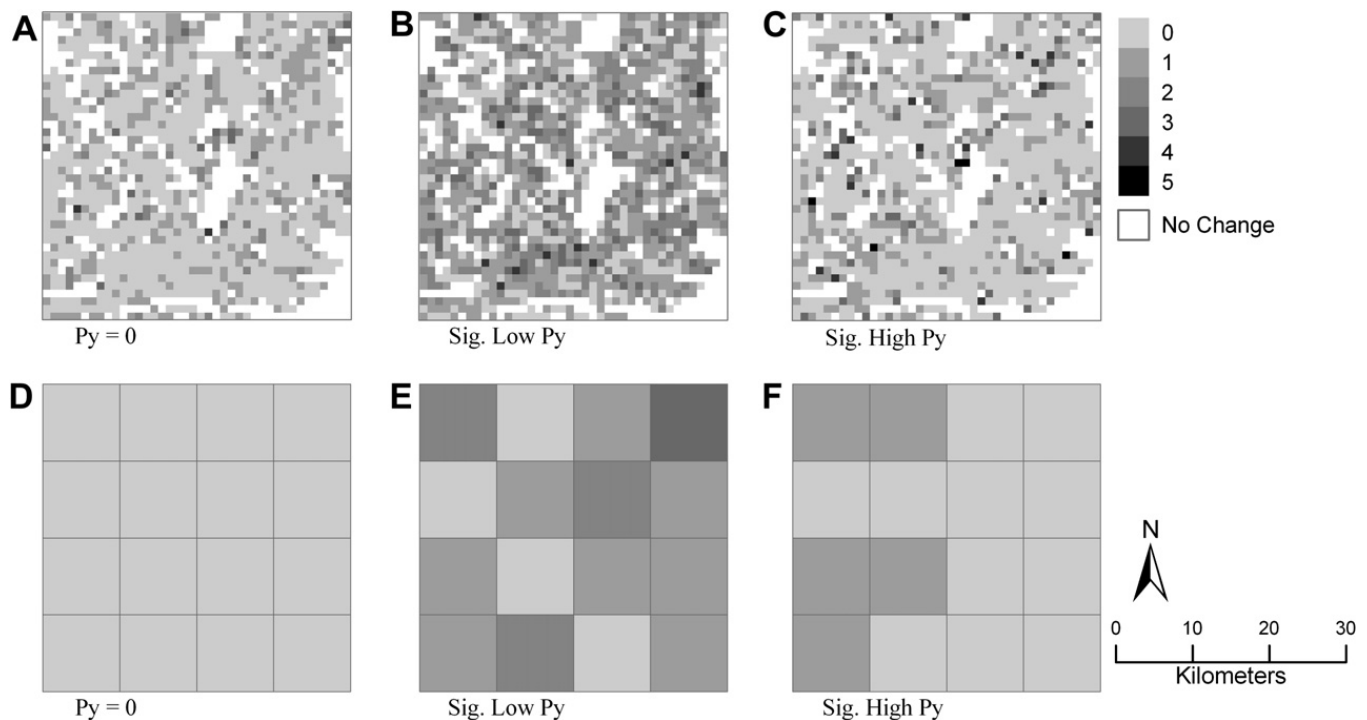 A
B
C
0
1
2
3
4
5
No Change
Py = 0
Sig. Low Py
Sig. High Py
D
E
F
N
0 10 20 30
Kilometers
Py = 0
Sig. Low Py
Sig. High Py